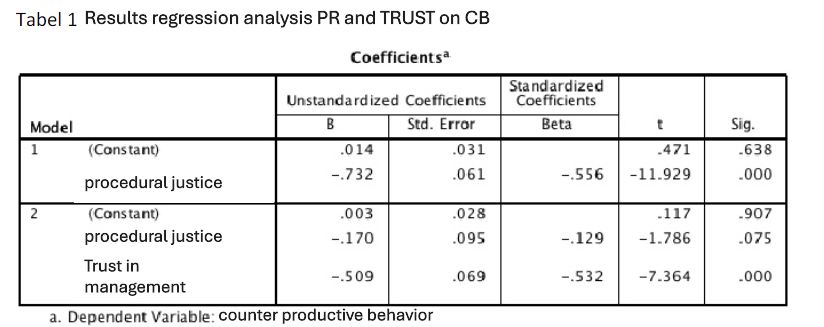 Tabel 1 Results regression analysis PR and TRUST on CB
Coefficientsᵃ
Model Unstandardized Coefficients Standardized Coefficients t Sig.
B Std. Error Beta
1 (Constant) .014 .031 .471 .638
procedural justice -.732 .061 -.556 -11.929 .000
2 (Constant) .003 .028 .117 .907
procedural justice -.170 .095 -.129 -1.786 .075
Trust in management -.509 .069 -.532 -7.364 .000
a. Dependent Variable: counter productive behavior